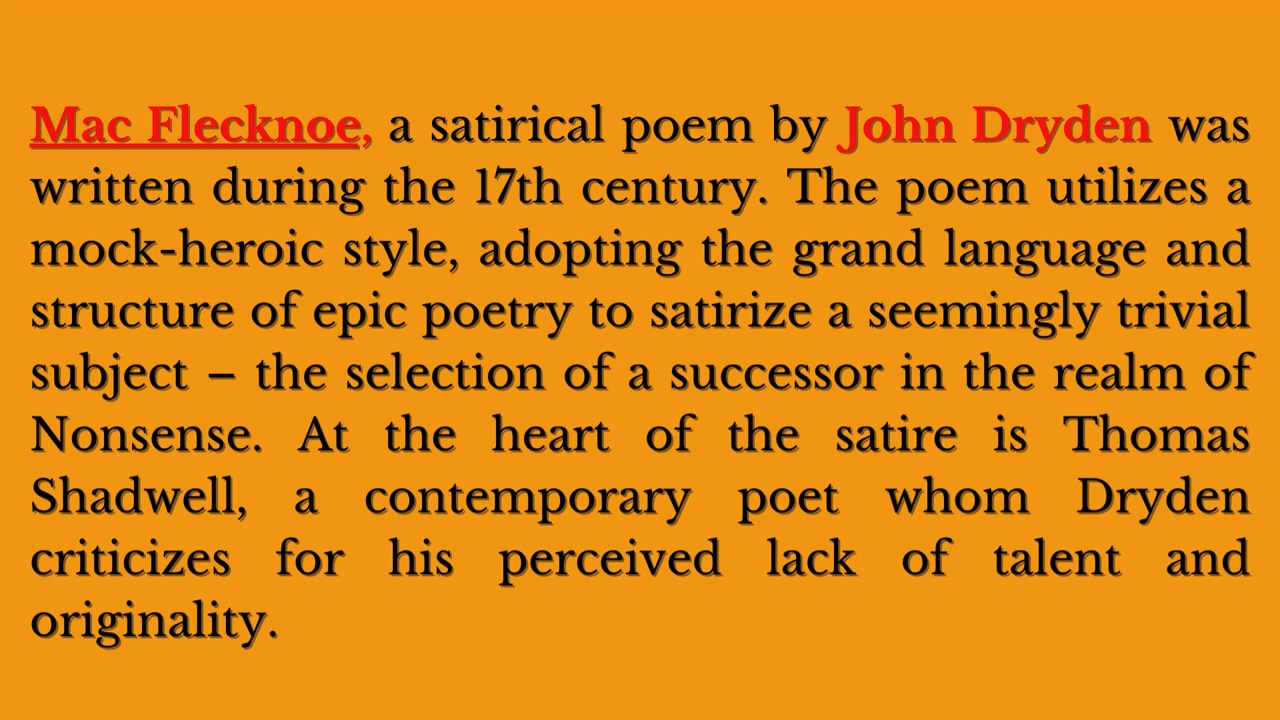 Mac Flecknoe, a satirical poem by John Dryden was
written during the 17th century. The poem utilizes a
mock-heroic style, adopting the grand language and
structure of epic poetry to satirize a seemingly trivial
subject – the selection of a successor in the realm of
Nonsense. At the heart of the satire is Thomas
Shadwell, a contemporary poet whom Dryden
criticizes for his perceived lack of talent and
originality.